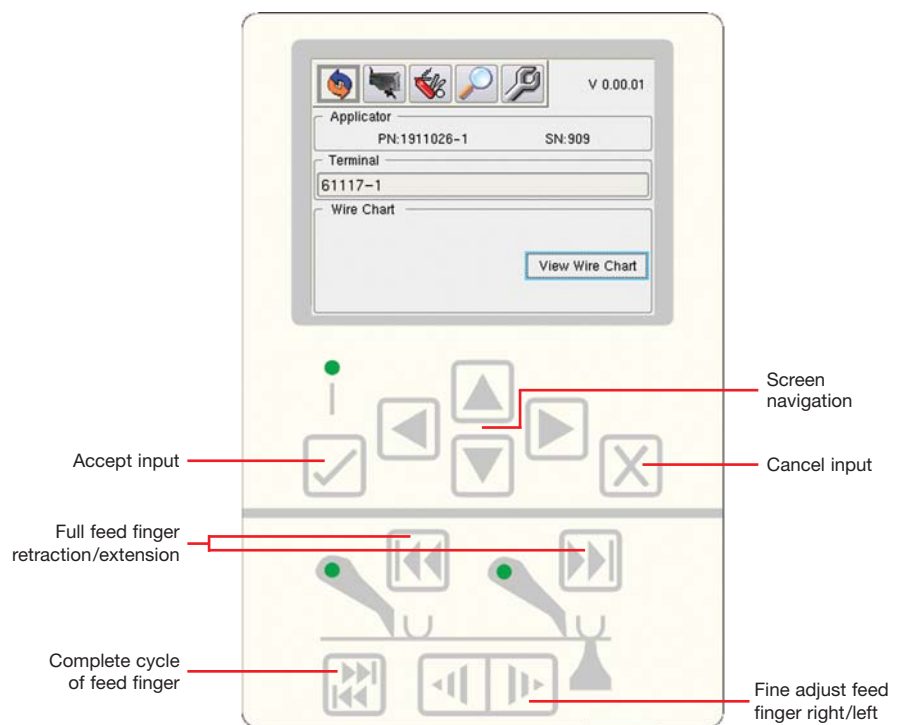 V 0.00.01
Applicator
PN:1911026-1 SN:909
Terminal
61117-1
Wire Chart
View Wire Chart
Screen
navigation
Accept input
Cancel input
Full feed finger
retraction/extension
Complete cycle
of feed finger
Fine adjust feed
finger right/left